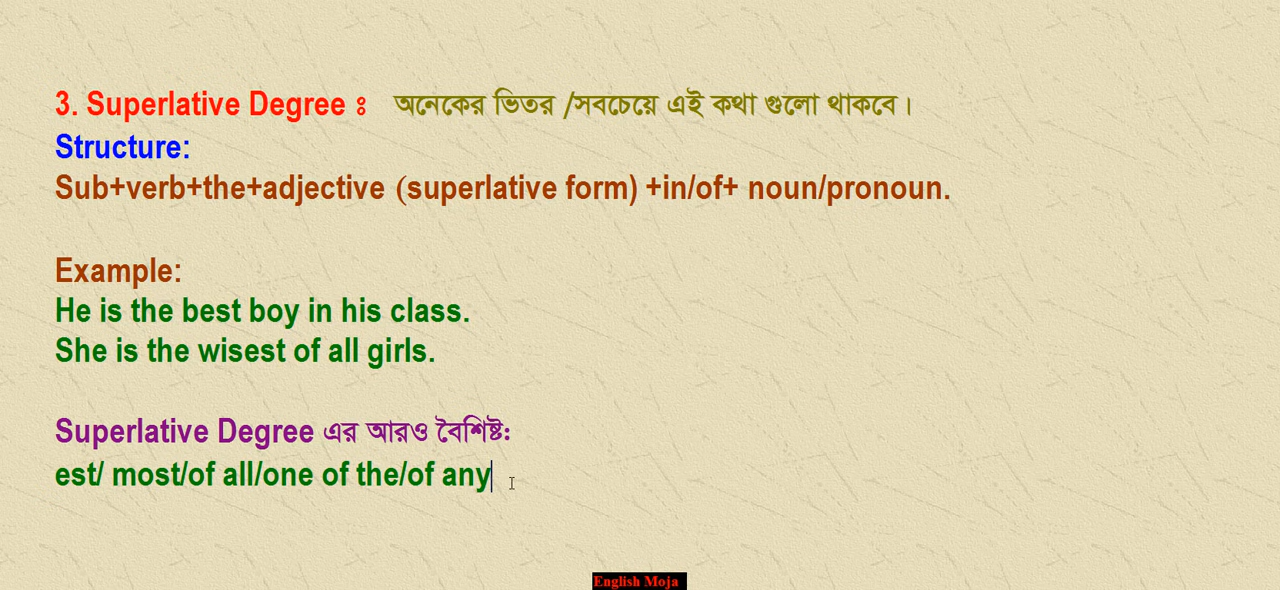 3. Superlative Degree ঃ অনেকের ভিতর /সবচেয়ে এই কথা গুলো থাকবে।
Structure:
Sub+verb+the+adjective (superlative form) +in/of+ noun/pronoun.
Example:
He is the best boy in his class.
She is the wisest of all girls.
Superlative Degree এর আরও বৈশিষ্ট:
est/ most/of all/one of the/of any
English Moja